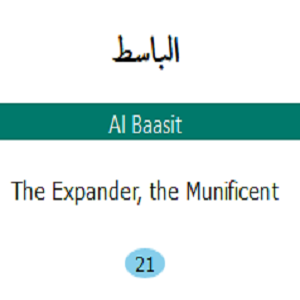 الباسط
Al Baasit
The Expander, the Munificent
21